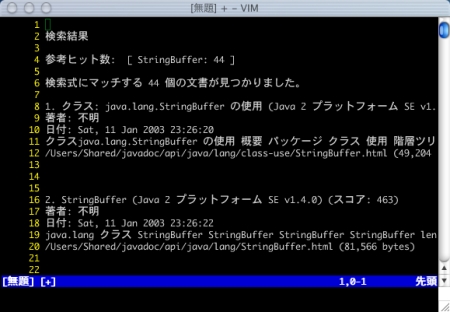 [無題] + - VIM
1
2 検索結果
3
4 参考ヒット数: [ StringBuffer: 44 ]
5
6 検索式にマッチする 44 個の文書が見つかりました。
7
8 1. クラス: java.lang.StringBuffer の使用 (Java 2 プラットフォーム SE v1.
9 著者: 不明
10 日付: Sat, 11 Jan 2003 23:26:20
11 クラスjava.lang.StringBuffer の使用 概要 パッケージ クラス 使用 階層ツリ
12 /Users/Shared/javadoc/api/java/lang/class-use/StringBuffer.html (49,204
13
14
15
16 2. StringBuffer (Java 2 プラットフォーム SE v1.4.0) (スコア: 463)
17 著者: 不明
18 日付: Sat, 11 Jan 2003 23:26:22
19 java.lang クラス StringBuffer StringBuffer StringBuffer StringBuffer len
20 /Users/Shared/javadoc/api/java/lang/StringBuffer.html (81,566 bytes)
21
22
[無題] [+] 1,0-1 先頭